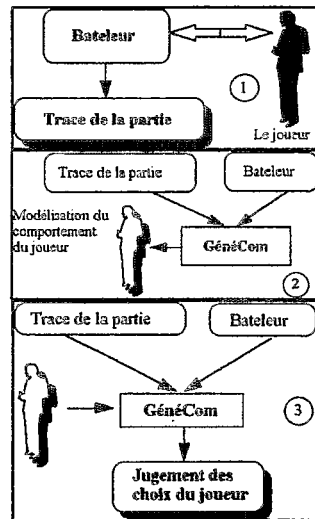 Bateleur
Trace de la partie
1
Le joueur
Trace de la partie
Bateleur
Modélisation du
comportement
du joueur
GénéCom
2
Trace de la partie
Bateleur
GénéCom
3
Jugement des
choix du joueur